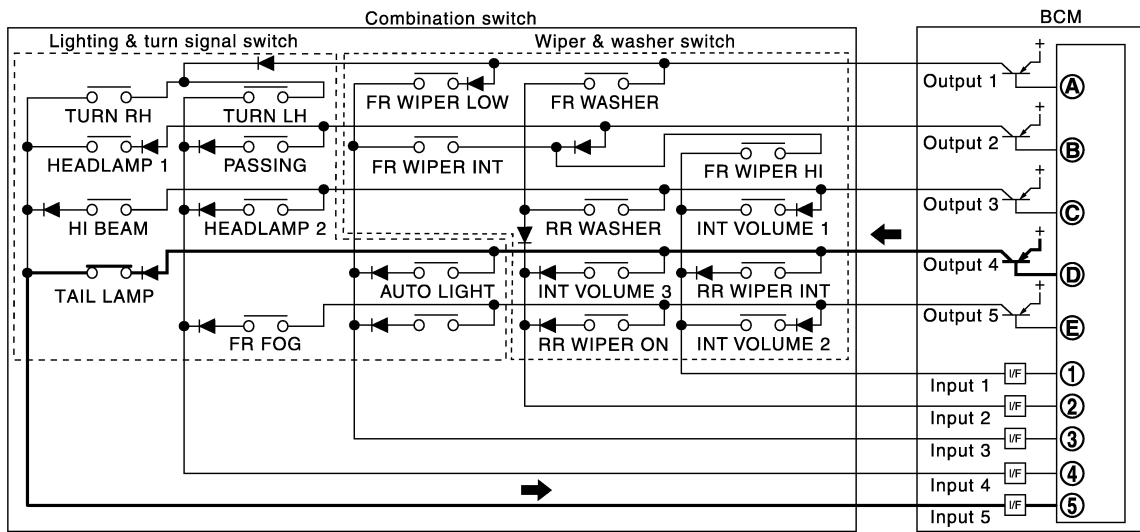 Combination switch
BCM
Lighting & turn signal switch
Wiper & washer switch
+
Output 1
A
TURN RH
TURN LH
FR WIPER LOW
FR WASHER
+
Output 2
B
HEADLAMP 1
PASSING
FR WIPER INT
FR WIPER HI
+
Output 3
C
HI BEAM
HEADLAMP 2
RR WASHER
INT VOLUME 1
+
Output 4
D
TAIL LAMP
AUTO LIGHT
INT VOLUME 3
RR WIPER INT
+
Output 5
E
FR FOG
RR WIPER ON
INT VOLUME 2
Input 1
I/F
1
Input 2
I/F
2
Input 3
I/F
3
Input 4
I/F
4
Input 5
I/F
5